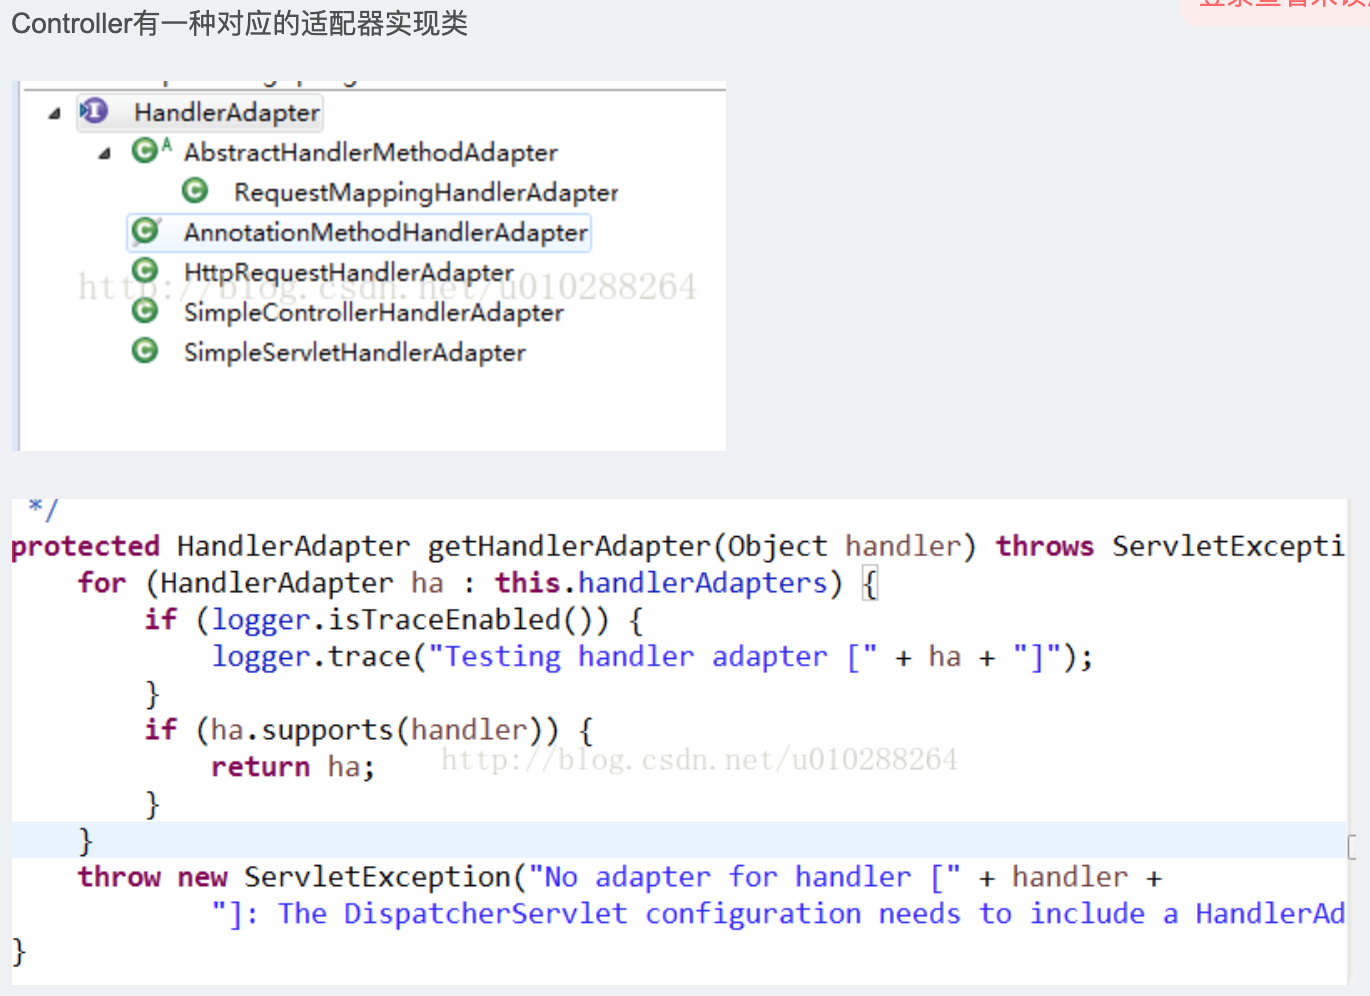 Controller有一种对应的适配器实现类
HandlerAdapter
AbstractHandlerMethodAdapter
RequestMappingHandlerAdapter
AnnotationMethodHandlerAdapter
HttpRequestHandlerAdapter
http://blog.csdn.net/u010288264
SimpleControllerHandlerAdapter
SimpleServletHandlerAdapter
*/
protected HandlerAdapter getHandlerAdapter(Object handler) throws ServletExcepti
for (HandlerAdapter ha : this.handlerAdapters) {
if (logger.isTraceEnabled()) {
logger.trace("Testing handler adapter [" + ha + "]");
}
if (ha.supports(handler)) {
return ha;
http://blog.csdn.net/u010288264
}
}
throw new ServletException("No adapter for handler [" + handler +
"]: The DispatcherServlet configuration needs to include a HandlerAd
}